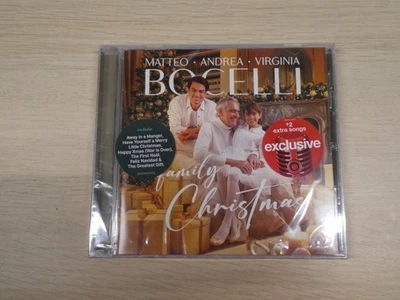 MATTEO • ANDREA • VIRGINIA
BOCELLI
includes
Away in a Manger,
Have Yourself a Merry
Little Christmas,
Happy Xmas (War is Over),
The First Noël,
Feliz Navidad &
The Greatest Gift.
+2
extra songs
exclusive
A Family
Christmas